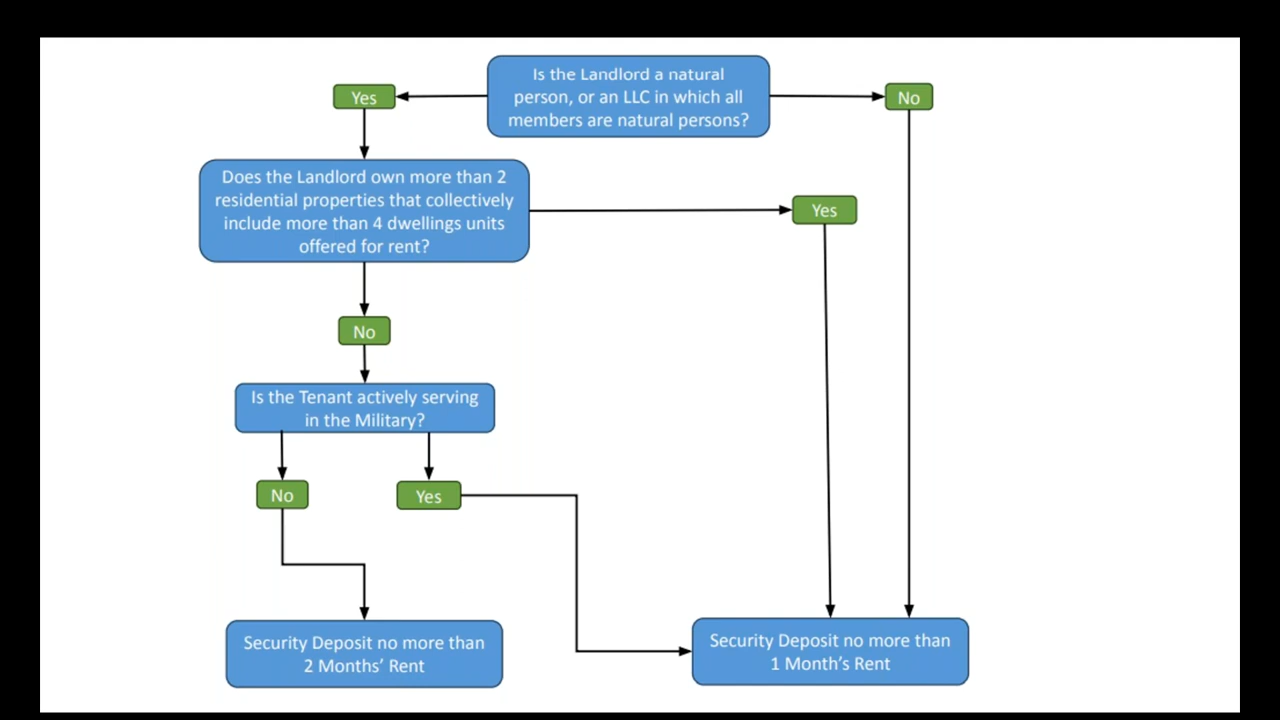 Is the Landlord a natural
person, or an LLC in which all
members are natural persons?
Yes
No
Does the Landlord own more than 2
residential properties that collectively
include more than 4 dwellings units
offered for rent?
Yes
No
Is the Tenant actively serving
in the Military?
No
Yes
Security Deposit no more than
2 Months’ Rent
Security Deposit no more than
1 Month’s Rent